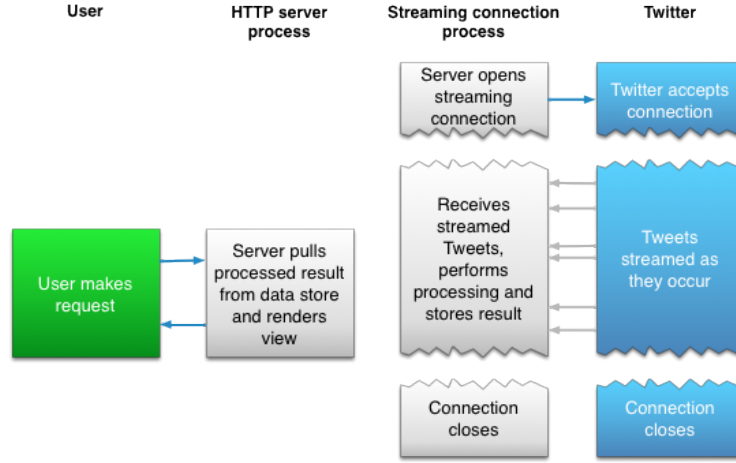 User
HTTP server
process
Streaming connection
process
Twitter
Server opens
streaming
connection
Twitter accepts
connection
User makes
request
Server pulls
processed result
from data store
and renders
view
Receives
streamed
Tweets,
performs
processing and
stores result
Tweets
streamed as
they occur
Connection
closes
Connection
closes